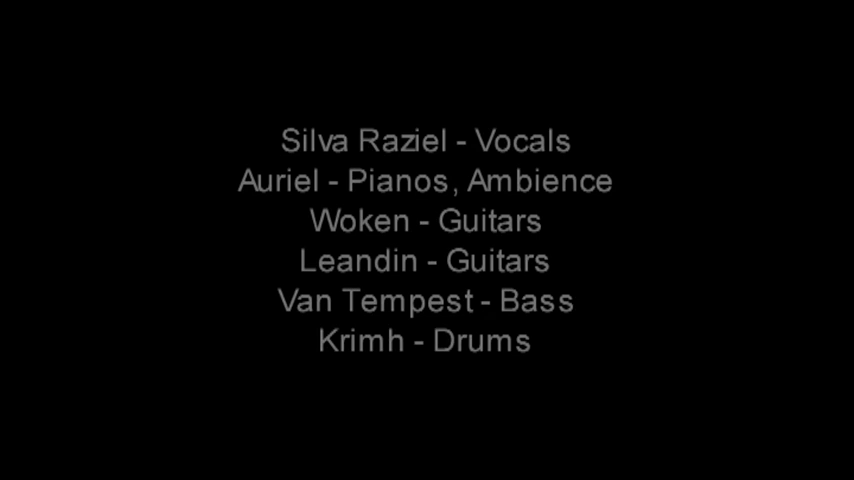 Silva Raziel - Vocals
Auriel - Pianos, Ambience
Woken - Guitars
Leandin - Guitars
Van Tempest - Bass
Krimh - Drums